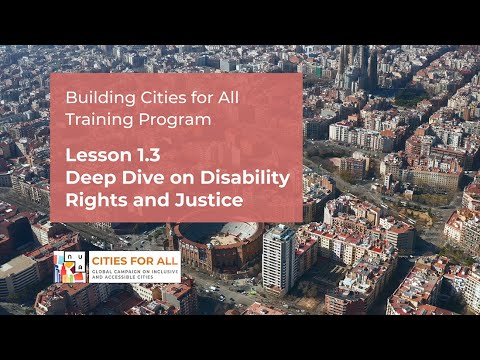 Building Cities for All
Training Program
Lesson 1.3
Deep Dive on Disability
Rights and Justice
NUA
CITIES FOR ALL
GLOBAL CAMPAIGN ON INCLUSIVE
AND ACCESSIBLE CITIES